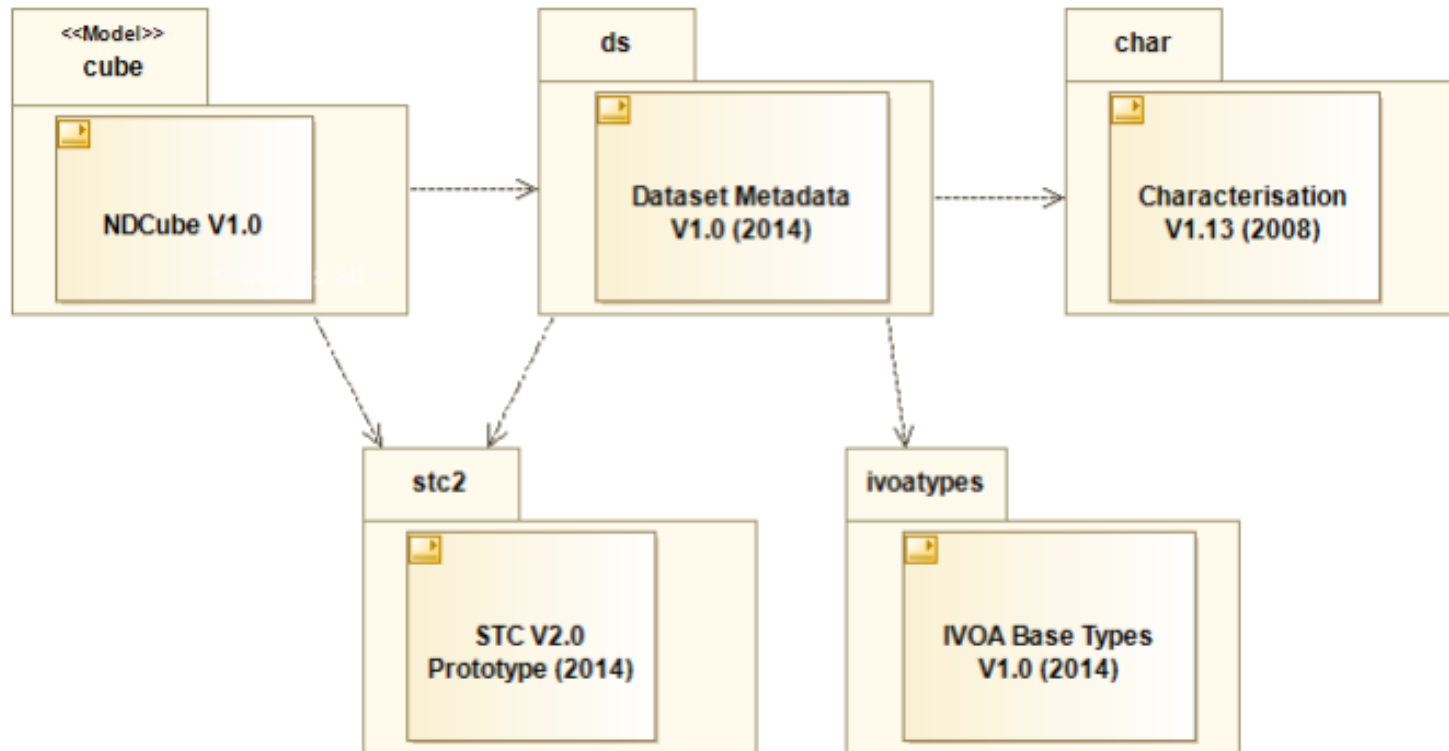 <<Model>>
cube
NDCube V1.0
ds
Dataset Metadata
V1.0 (2014)
char
Characterisation
V1.13 (2008)
stc2
STC V2.0
Prototype (2014)
ivoatypes
IVOA Base Types
V1.0 (2014)